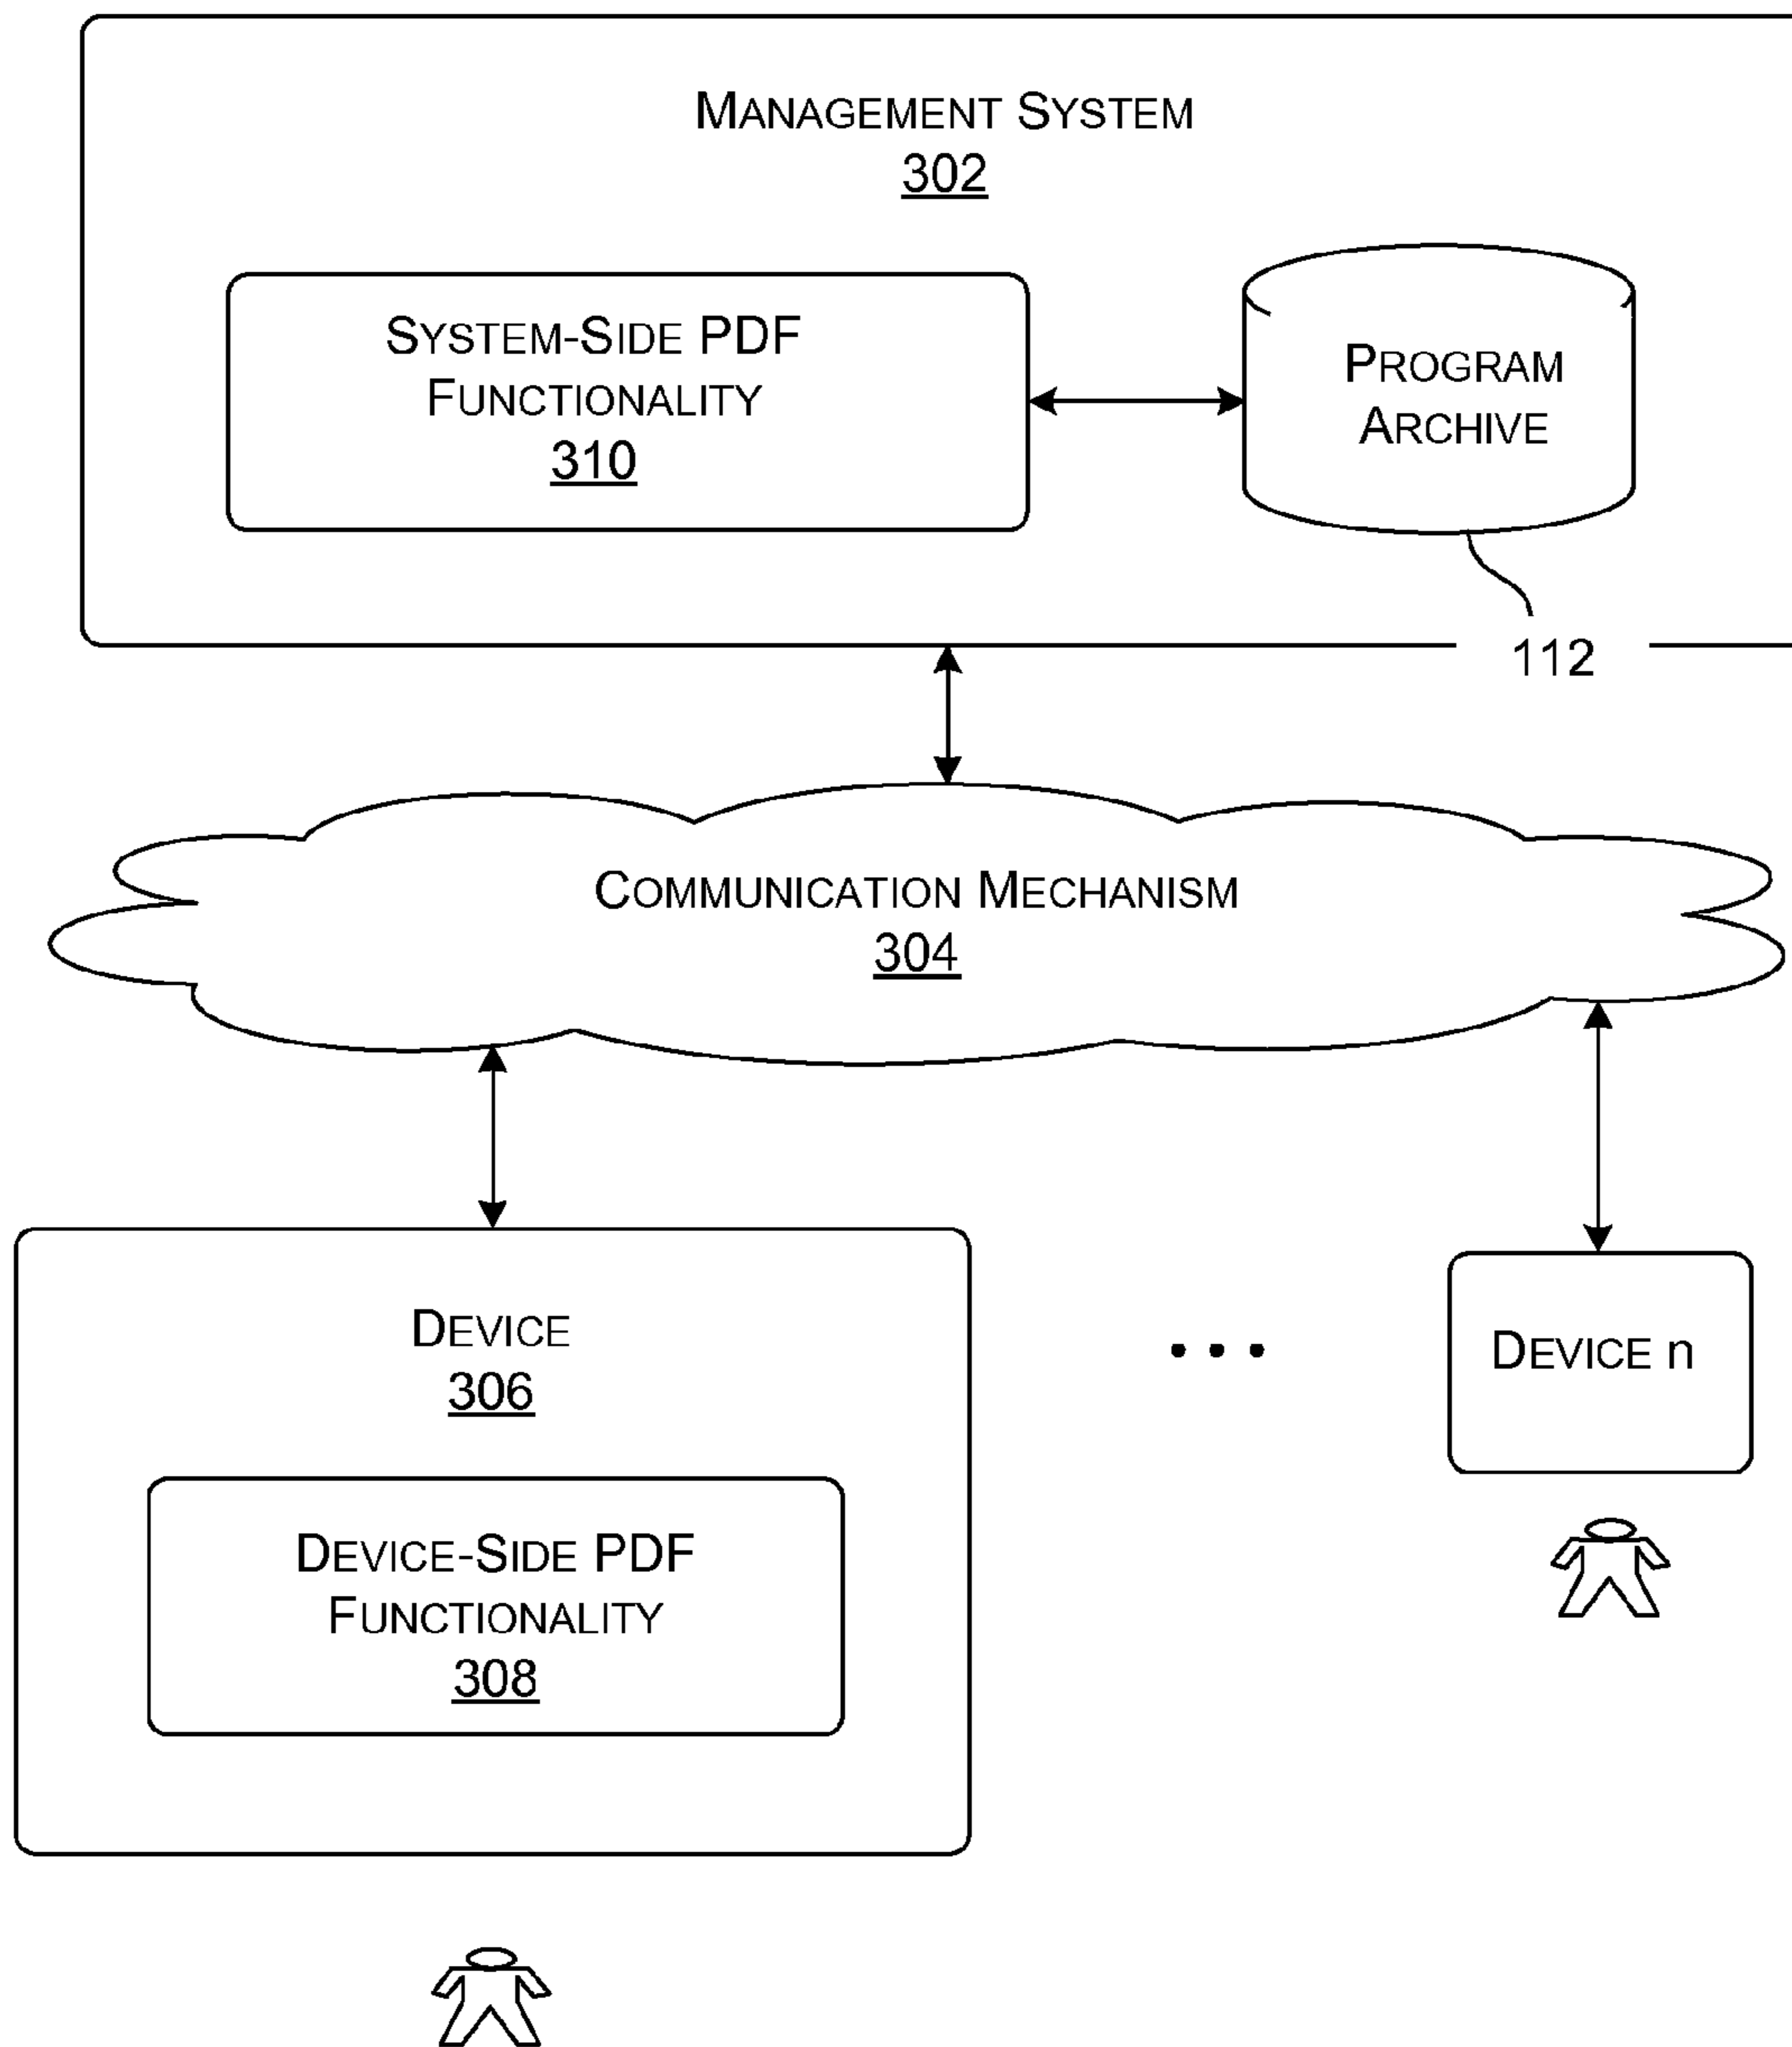 MANAGEMENT SYSTEM
302
SYSTEM-SIDE PDF
FUNCTIONALITY
310
PROGRAM
ARCHIVE
112
COMMUNICATION MECHANISM
304
DEVICE
306
DEVICE-SIDE PDF
FUNCTIONALITY
308
• • •
DEVICE n